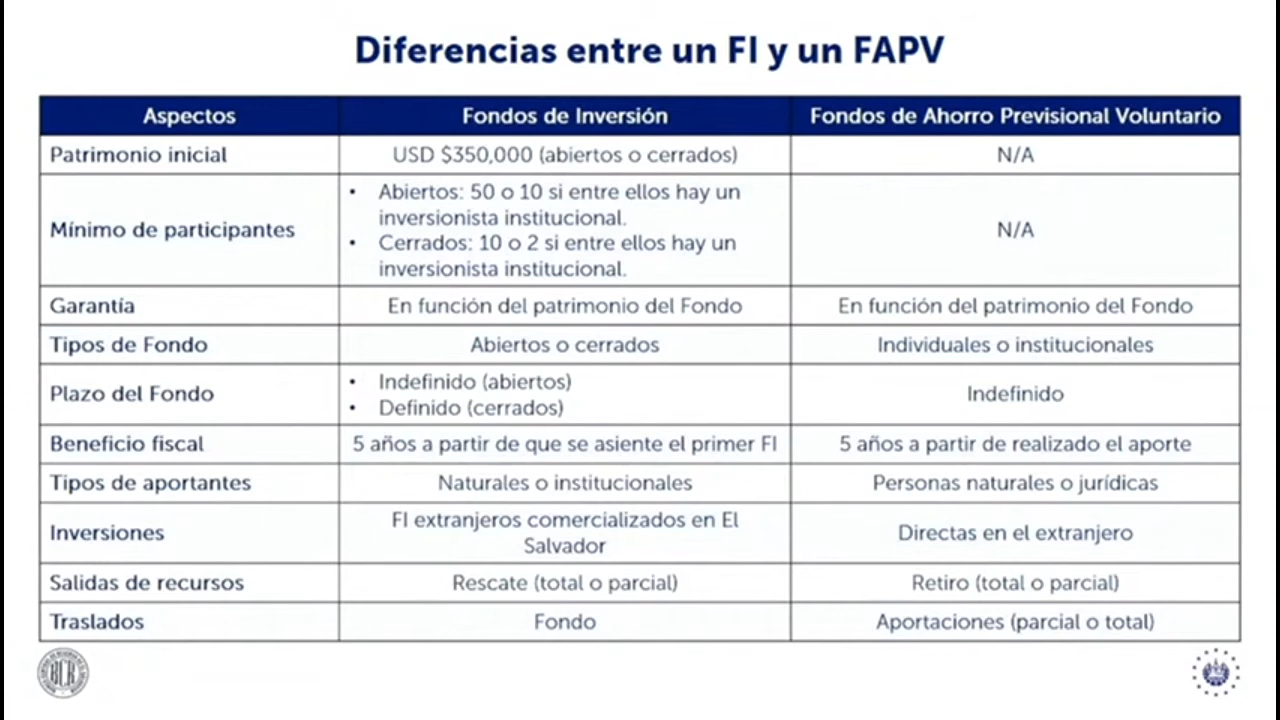 Diferencias entre un FI y un FAPV
Aspectos
Fondos de Inversión
Fondos de Ahorro Previsional Voluntario
Patrimonio inicial
USD $350,000 (abiertos o cerrados)
N/A
Mínimo de participantes
• Abiertos: 50 o 10 si entre ellos hay un
inversionista institucional.
• Cerrados: 10 o 2 si entre ellos hay un
inversionista institucional.
N/A
Garantía
En función del patrimonio del Fondo
En función del patrimonio del Fondo
Tipos de Fondo
Abiertos o cerrados
Individuales o institucionales
Plazo del Fondo
• Indefinido (abiertos)
• Definido (cerrados)
Indefinido
Beneficio fiscal
5 años a partir de que se asiente el primer FI
5 años a partir de realizado el aporte
Tipos de aportantes
Naturales o institucionales
Personas naturales o jurídicas
Inversiones
FI extranjeros comercializados en El
Salvador
Directas en el extranjero
Salidas de recursos
Rescate (total o parcial)
Retiro (total o parcial)
Traslados
Fondo
Aportaciones (parcial o total)
BCR